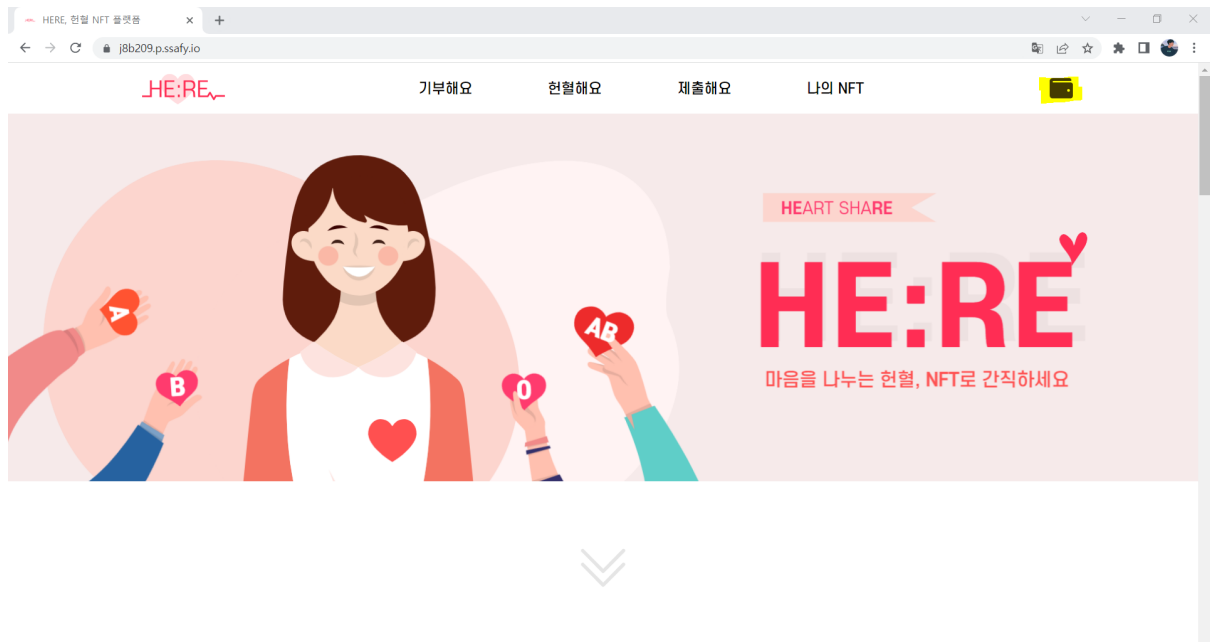 HERE, 헌혈 NFT 플랫폼
j8b209.p.ssafy.io
HE:RE
기부해요
헌혈해요
제출해요
나의 NFT
HEART SHARE
HE:RE
마음을 나누는 헌혈, NFT로 간직하세요
A
B
O
AB